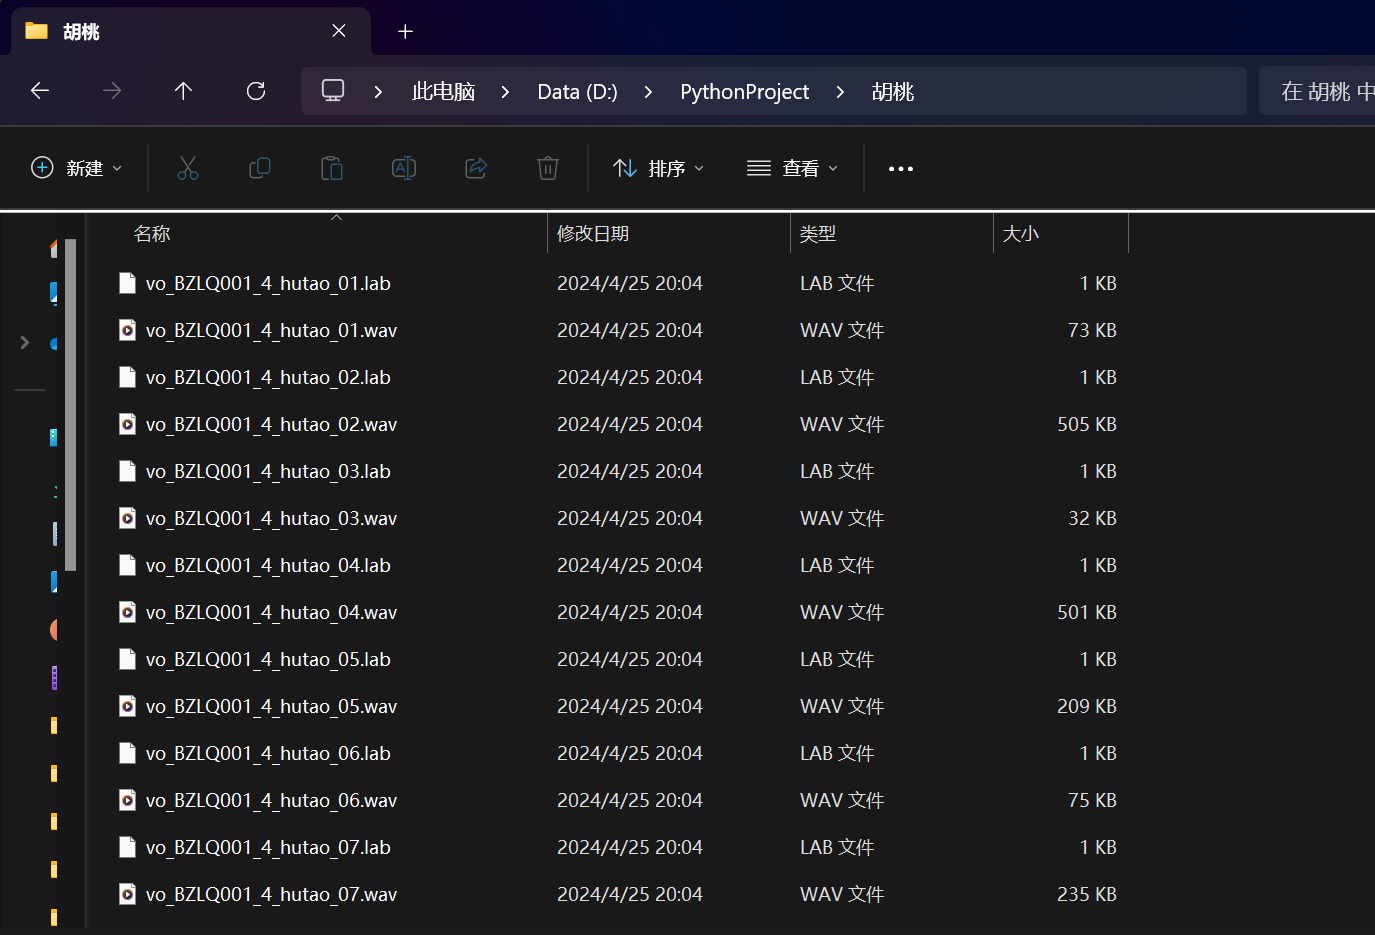 胡桃
此电脑 Data (D:) PythonProject 胡桃 在 胡桃 中
新建 排序 查看
名称 修改日期 类型 大小
vo_BZLQ001_4_hutao_01.lab 2024/4/25 20:04 LAB 文件 1 KB
vo_BZLQ001_4_hutao_01.wav 2024/4/25 20:04 WAV 文件 73 KB
vo_BZLQ001_4_hutao_02.lab 2024/4/25 20:04 LAB 文件 1 KB
vo_BZLQ001_4_hutao_02.wav 2024/4/25 20:04 WAV 文件 505 KB
vo_BZLQ001_4_hutao_03.lab 2024/4/25 20:04 LAB 文件 1 KB
vo_BZLQ001_4_hutao_03.wav 2024/4/25 20:04 WAV 文件 32 KB
vo_BZLQ001_4_hutao_04.lab 2024/4/25 20:04 LAB 文件 1 KB
vo_BZLQ001_4_hutao_04.wav 2024/4/25 20:04 WAV 文件 501 KB
vo_BZLQ001_4_hutao_05.lab 2024/4/25 20:04 LAB 文件 1 KB
vo_BZLQ001_4_hutao_05.wav 2024/4/25 20:04 WAV 文件 209 KB
vo_BZLQ001_4_hutao_06.lab 2024/4/25 20:04 LAB 文件 1 KB
vo_BZLQ001_4_hutao_06.wav 2024/4/25 20:04 WAV 文件 75 KB
vo_BZLQ001_4_hutao_07.lab 2024/4/25 20:04 LAB 文件 1 KB
vo_BZLQ001_4_hutao_07.wav 2024/4/25 20:04 WAV 文件 235 KB